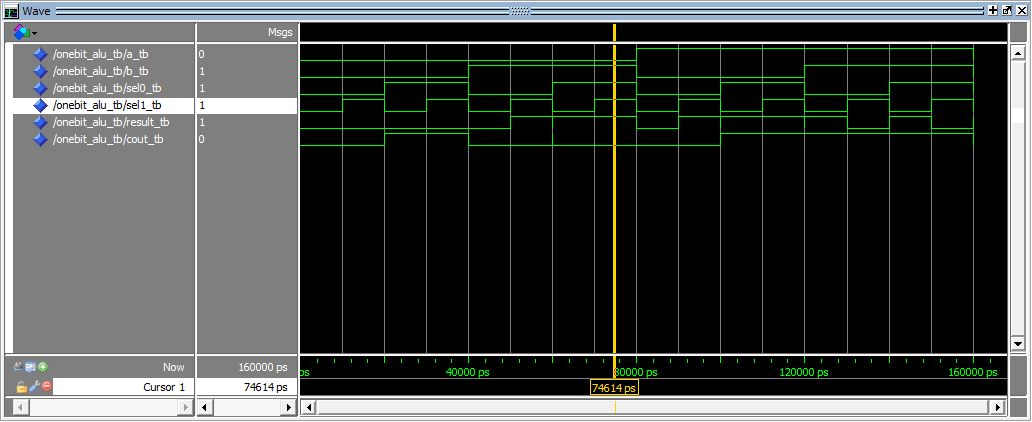 Wave
Msgs
/onebit_alu_tb/a_tb 0
/onebit_alu_tb/b_tb 1
/onebit_alu_tb/sel0_tb 1
/onebit_alu_tb/sel1_tb 1
/onebit_alu_tb/result_tb 1
/onebit_alu_tb/cout_tb 0
Now 160000 ps ps 40000 ps 80000 ps 120000 ps 160000 ps
Cursor 1 74614 ps 74614 ps